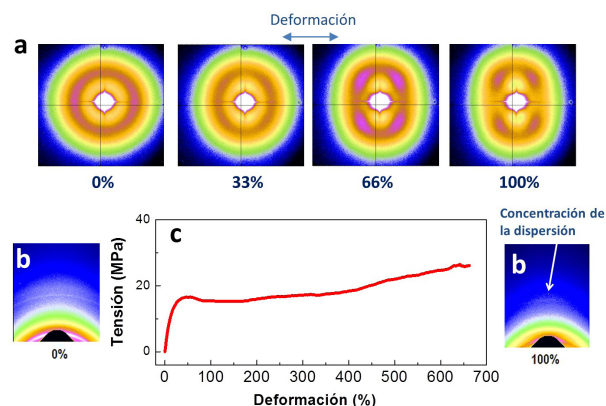 Deformación
a
0%
33%
66%
100%
b
0%
c
Tensión (MPa)
40
20
0
0
100
200
300
400
500
600
700
Deformación (%)
Concentración de
la dispersión
b
100%